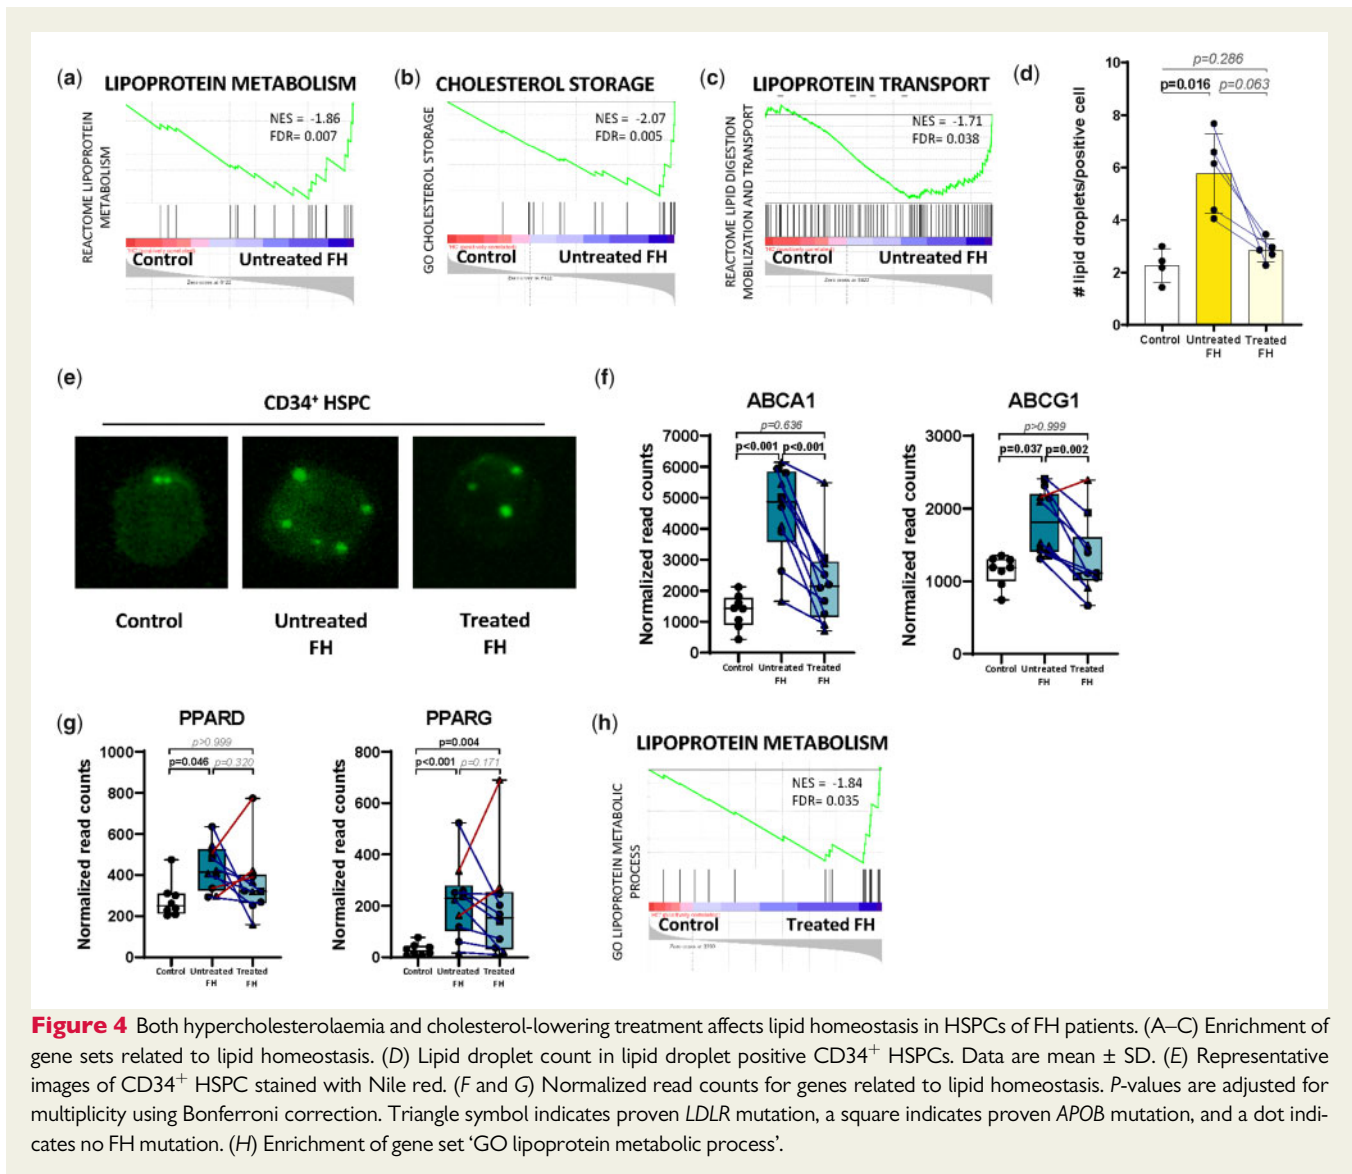 (a)
LIPOPROTEIN METABOLISM
REACTOME LIPOPROTEIN
METABOLISM
NES = -1.86
FDR= 0.007
Control
Untreated FH
(b)
CHOLESTEROL STORAGE
GO CHOLESTEROL STORAGE
NES = -2.07
FDR= 0.005
Control
Untreated FH
(c)
LIPOPROTEIN TRANSPORT
REACTOME LIPID DIGESTION
MOBILIZATION AND TRANSPORT
NES = -1.71
FDR= 0.038
Control
Untreated FH
(d)
# lipid droplets/positive cell
10
8
6
4
2
0
p=0.286
p=0.016
p=0.063
Control
Untreated
FH
Treated
FH
(e)
CD34+ HSPC
Control
Untreated
FH
Treated
FH
(f)
ABCA1
Normalized read counts
7000
6000
5000
4000
3000
2000
1000
0
p=0.636
p<0.001
p<0.001
Control
Untreated
FH
Treated
FH
ABCG1
Normalized read counts
3000
2000
1000
0
p>0.999
p=0.037
p=0.002
Control
Untreated
FH
Treated
FH
(g)
PPARD
Normalized read counts
1000
800
600
400
200
0
p>0.999
p=0.046
p=0.320
Control
Untreated
FH
Treated
FH
PPARG
Normalized read counts
800
600
400
200
0
p=0.004
p<0.001
p=0.171
Control
Untreated
FH
Treated
FH
(h)
LIPOPROTEIN METABOLISM
GO LIPOPROTEIN METABOLIC
PROCESS
NES = -1.84
FDR= 0.035
Control
Treated FH
Figure 4 Both hypercholesterolaemia and cholesterol-lowering treatment affects lipid homeostasis in HSPCs of FH patients. (A–C) Enrichment of
gene sets related to lipid homeostasis. (D) Lipid droplet count in lipid droplet positive CD34+ HSPCs. Data are mean ± SD. (E) Representative
images of CD34+ HSPC stained with Nile red. (F and G) Normalized read counts for genes related to lipid homeostasis. P-values are adjusted for
multiplicity using Bonferroni correction. Triangle symbol indicates proven LDLR mutation, a square indicates proven APOB mutation, and a dot indi-
cates no FH mutation. (H) Enrichment of gene set ‘GO lipoprotein metabolic process’.